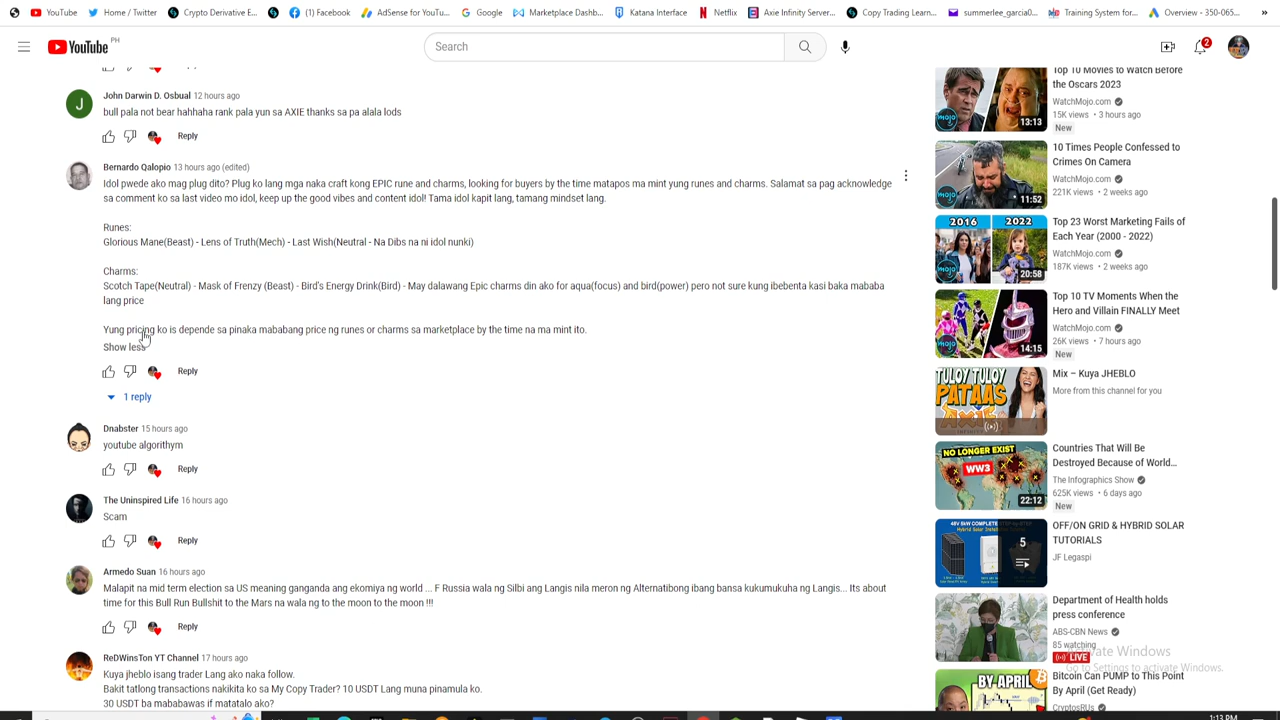 YouTube
Home / Twitter
Crypto Derivative E...
(1) Facebook
AdSense for YouTu...
Google
Marketplace Dashb...
Katana Interface
Netflix
Axie Infinity Server...
Copy Trading Learn...
summerlee_garcia0...
Training System for...
Overview - 350-065...
»
YouTube PH
Search
2
John Darwin D. Osbual 12 hours ago
bull pala not bear hahhaha rank pala yun sa AXIE thanks sa pa alala lods
Reply
Bernardo Qalopio 13 hours ago (edited)
Idol pwede ako mag plug dito? Plug ko lang mga naka craft kong EPIC rune and charms, looking for buyers by the time matapos ma mint yung runes and charms. Salamat sa pag acknowledge
sa comment ko sa last video mo idol, keep up the good vibes and content idol! Tama idol kapit lang, tamang mindset lang.
Runes:
Glorious Mane(Beast) - Lens of Truth(Mech) - Last Wish(Neutral - Na Dibs na ni idol nunki)
Charms:
Scotch Tape(Neutral) - Mask of Frenzy (Beast) - Bird's Energy Drink(Bird) - May dalawang Epic charms din ako for aqua(focus) and bird(power) pero not sure kung ibebenta kasi baka mababa
lang price
Yung pricing ko is depende sa pinaka mababang price ng runes or charms sa marketplace by the time na ma mint ito.
Show less
Reply
1 reply
Dnabster 15 hours ago
youtube algorithym
Reply
The Uninspired Life 16 hours ago
Scam
Reply
Armedo Suan 16 hours ago
Malapit na mid term election sa US meaning ganganda ang ekomiya ng world ... F Russia wala ng silbi ang Langis nila meron ng Alternatibong ibang bansa kukumukuha ng Langis... Its about
time for this Bull Run Bullshit to the Mars na wala ng to the moon to the moon !!!
Reply
ReDWinsTon YT Channel 17 hours ago
Kuya jheblo isang trader Lang ako naka follow.
Bakit tatlong transactions nakikita ko sa My Copy Trader? 10 USDT Lang muna pinamula ko.
30 USDT ba mababawas if matatalo ako?
Top 10 Movies to Watch Before
the Oscars 2023
WatchMojo.com
15K views • 3 hours ago
New
13:13
10 Times People Confessed to
Crimes On Camera
WatchMojo.com
221K views • 2 weeks ago
11:52
2016 2022
Top 23 Worst Marketing Fails of
Each Year (2000 - 2022)
WatchMojo.com
187K views • 2 weeks ago
20:58
Top 10 TV Moments When the
Hero and Villain FINALLY Meet
WatchMojo.com
26K views • 7 hours ago
New
14:15
TULOY TULOY
PATAAS
AXIE
Mix – Kuya JHEBLO
More from this channel for you
NO LONGER EXIST
WW3
Countries That Will Be
Destroyed Because of World...
The Infographics Show
625K views • 6 days ago
New
22:12
5
OFF/ON GRID & HYBRID SOLAR
TUTORIALS
JF Legaspi
Department of Health holds
press conference
ABS-CBN News
85 watching
LIVE
Activate Windows
Go to Settings to activate Windows.
BY APRIL
Bitcoin Can PUMP to This Point
By April (Get Ready)
CryptosRUs
1:13 PM